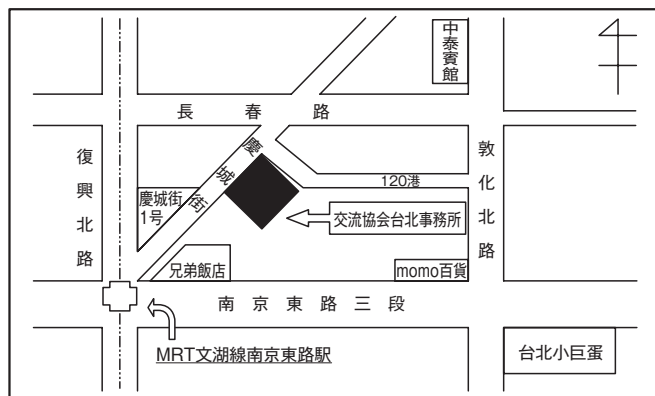 中泰賓館
長春路
復興北路
慶城街
敦化北路
120港
慶城街
1号
交流協会台北事務所
兄弟飯店
momo百貨
南京東路三段
MRT文湖線南京東路駅
台北小巨蛋